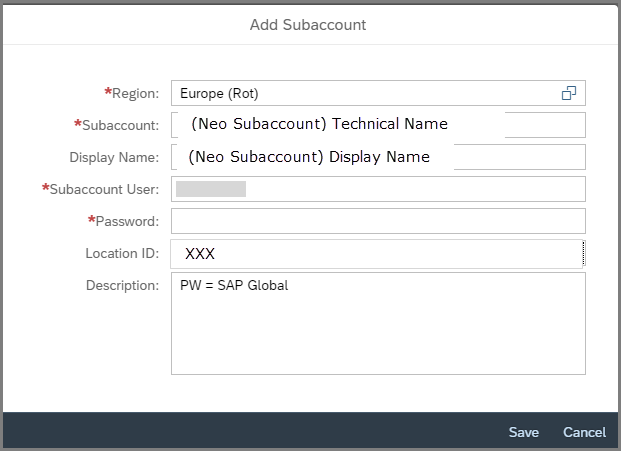 Add Subaccount
*Region: Europe (Rot)
*Subaccount: (Neo Subaccount) Technical Name
Display Name: (Neo Subaccount) Display Name
*Subaccount User:
*Password:
Location ID: XXX
Description: PW = SAP Global
Save Cancel